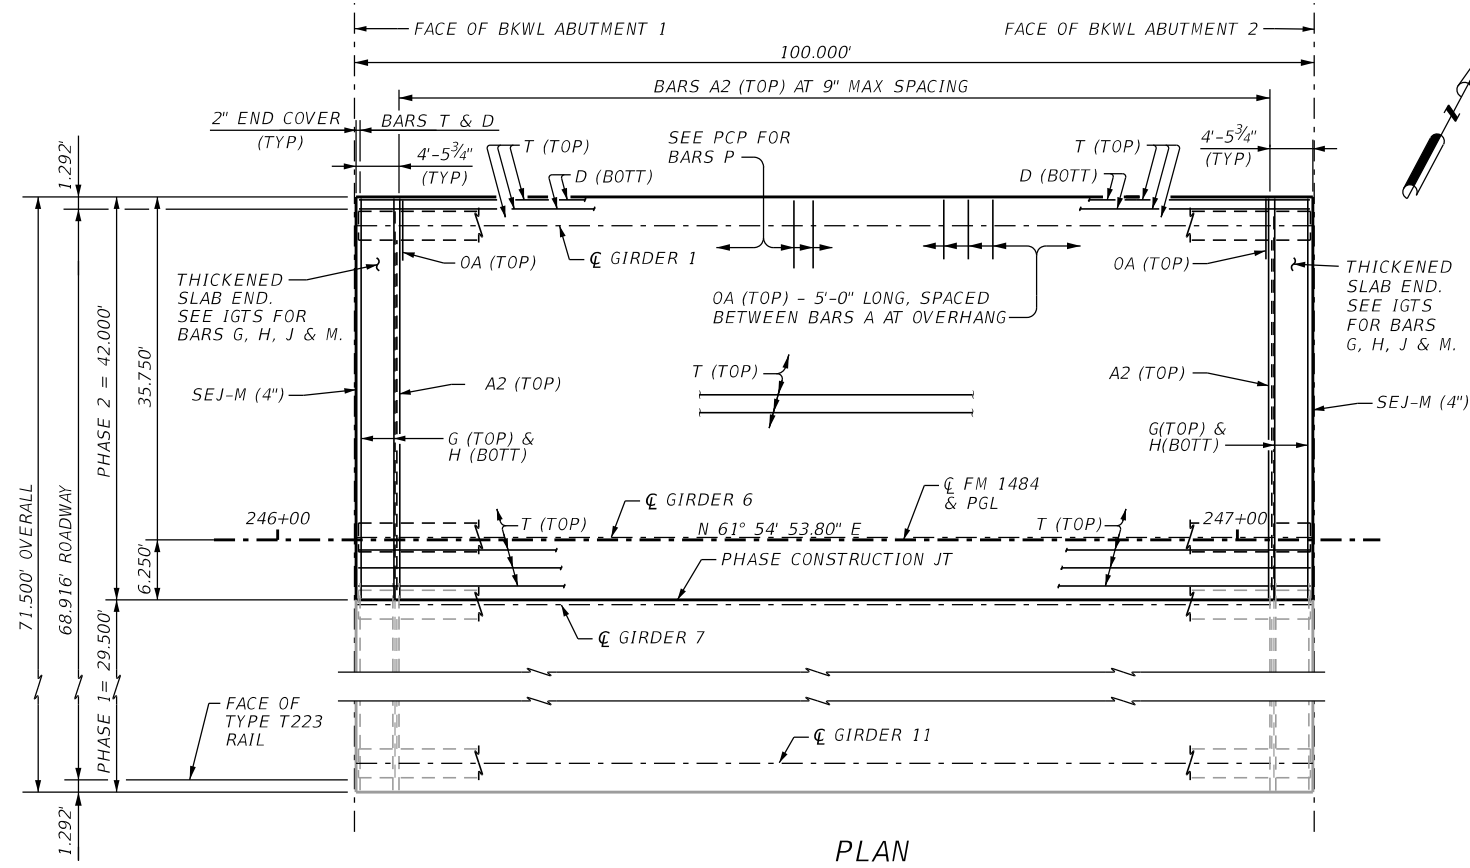 FACE OF BKWL ABUTMENT 1
FACE OF BKWL ABUTMENT 2
100.000'
BARS A2 (TOP) AT 9" MAX SPACING
2" END COVER
(TYP)
BARS T & D
4'-5¾"
(TYP)
T (TOP)
D (BOTT)
SEE PCP FOR
BARS P
T (TOP)
D (BOTT)
4'-5¾"
(TYP)
1.292'
℄ GIRDER 1
OA (TOP)
OA (TOP)
THICKENED
SLAB END.
SEE IGTS FOR
BARS G, H, J & M.
THICKENED
SLAB END.
SEE IGTS
FOR BARS
G, H, J & M.
OA (TOP) - 5'-0" LONG, SPACED
BETWEEN BARS A AT OVERHANG
T (TOP)
SEJ-M (4")
A2 (TOP)
A2 (TOP)
SEJ-M (4")
G (TOP) &
H (BOTT)
G(TOP) &
H(BOTT)
71.500' OVERALL
68.916' ROADWAY
PHASE 2 = 42.000'
35.750'
6.250'
PHASE 1= 29.500'
℄ GIRDER 6
℄ FM 1484
& PGL
246+00
T (TOP)
N 61° 54' 53.80" E
T (TOP)
247+00
PHASE CONSTRUCTION JT
℄ GIRDER 7
FACE OF
TYPE T223
RAIL
℄ GIRDER 11
1.292'
PLAN